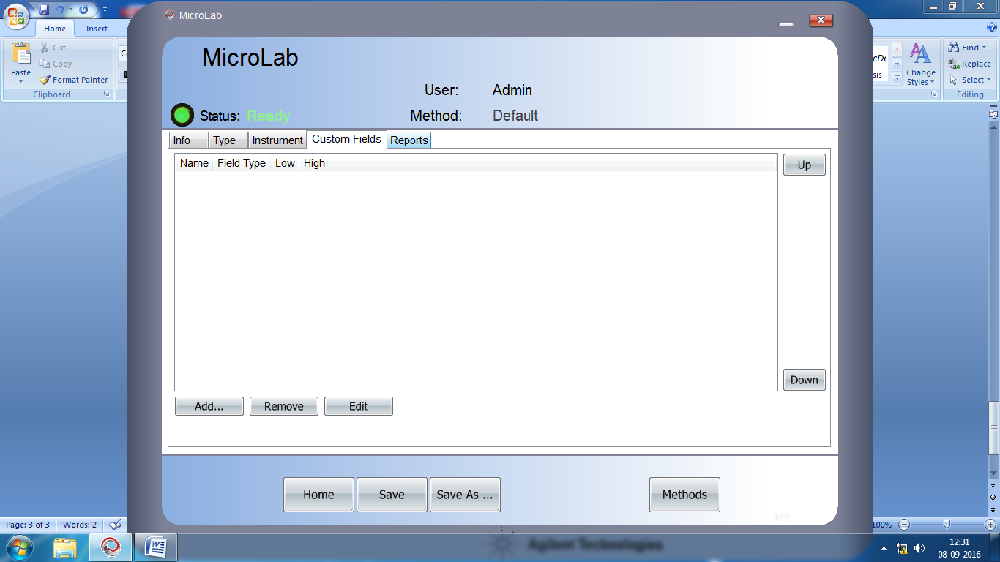 MicroLab
Home Insert
Cut
Copy
Paste
Format Painter
Clipboard
MicroLab
User: Admin
Status: Ready
Method: Default
Info Type Instrument Custom Fields Reports
Name Field Type Low High
Up
Down
Add... Remove Edit
Home Save Save As ... Methods
M9
Agilent Technologies
Find
Replace
Change
Styles
Select
Editing
Page: 3 of 3 Words: 2
100%
12:31
08-09-2016